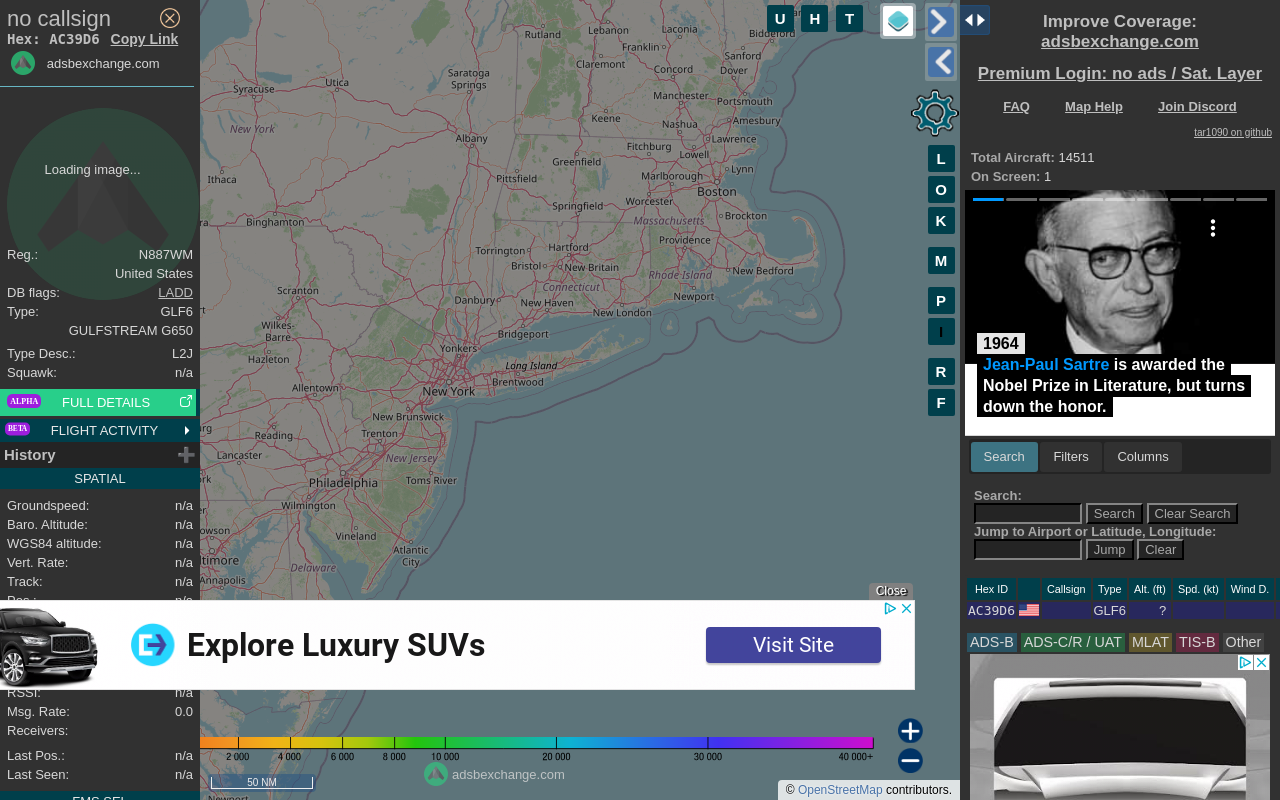 no callsign
Hex: AC39D6 Copy Link
adsbexchange.com
Loading image...
Reg.: N887WM
United States
DB flags: LADD
Type: GLF6
GULFSTREAM G650
Type Desc.: L2J
Squawk: n/a
ALPHA FULL DETAILS
BETA FLIGHT ACTIVITY
History
SPATIAL
Groundspeed: n/a
Baro. Altitude: n/a
WGS84 altitude: n/a
Vert. Rate: n/a
Track: n/a
Pos.: n/a
RSSI: n/a
Msg. Rate: 0.0
Receivers:
Last Pos.: n/a
Last Seen: n/a
FMS SEL
U H T
L
O
K
M
P
I
R
F
Rutland
Lebanon
Laconia
Biddeford
Franklin
Sanford
Claremont
Concord
Dover
Saratoga
Springs
Utica
Syracuse
Manchester
Portsmouth
Keene
Nashua
Amesbury
New York
Albany
Lawrence
Fitchburg
Lowell
Greenfield
Lynn
Ithaca
Pittsfield
Marlborough
Boston
Worcester
Springfield
Massachusetts
Brockton
Binghamton
Torrington
Hartford
Providence
Bristol
New Britain
Rhode Island
New Bedford
Connecticut
Scranton
Danbury
New Haven
Newport
New London
Wilkes-
Barre
Bridgeport
Hazleton
Yonkers
Long Island
Brentwood
Allentown
New York
New Brunswick
Reading
Trenton
Lancaster
New Jersey
Toms River
Philadelphia
Wilmington
Vineland
Atlantic
City
Delaware
Annapolis
Close
Explore Luxury SUVs
Visit Site
2 000 4 000 6 000 8 000 10 000 20 000 30 000 40 000+
50 NM
adsbexchange.com
© OpenStreetMap contributors.
Improve Coverage:
adsbexchange.com
Premium Login: no ads / Sat. Layer
FAQ Map Help Join Discord
tar1090 on github
Total Aircraft: 14511
On Screen: 1
1964
Jean-Paul Sartre is awarded the
Nobel Prize in Literature, but turns
down the honor.
Search Filters Columns
Search:
Search Clear Search
Jump to Airport or Latitude, Longitude:
Jump Clear
Hex ID Callsign Type Alt. (ft) Spd. (kt) Wind D.
AC39D6 GLF6 ?
ADS-B ADS-C/R / UAT MLAT TIS-B Other